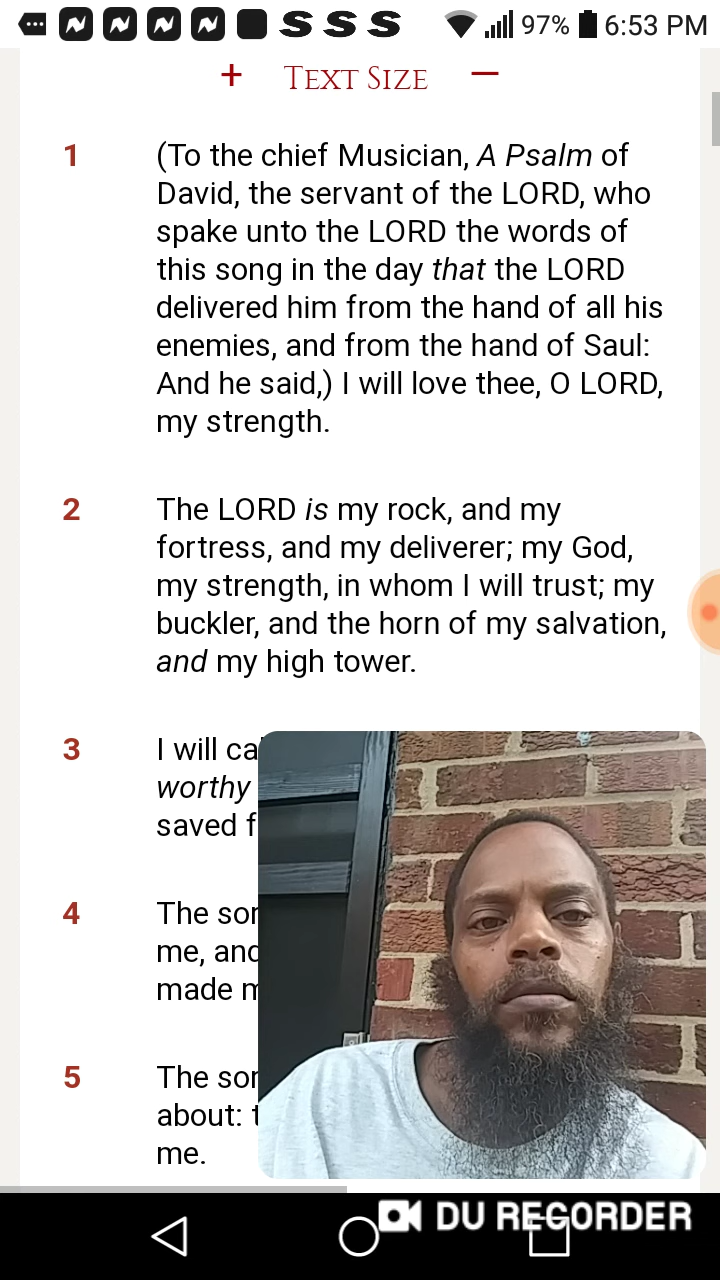 97% 6:53 PM
+ TEXT SIZE —
1 (To the chief Musician, A Psalm of
David, the servant of the LORD, who
spake unto the LORD the words of
this song in the day that the LORD
delivered him from the hand of all his
enemies, and from the hand of Saul:
And he said,) I will love thee, O LORD,
my strength.
2 The LORD is my rock, and my
fortress, and my deliverer; my God,
my strength, in whom I will trust; my
buckler, and the horn of my salvation,
and my high tower.
3 I will
worthy
saved
4 The
me,
made
5 The
about:
me.
DU RECORDER